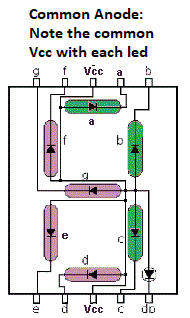 Common Anode:
Note the common
Vcc with each led
g f Vcc a b
a
f b
g
e c
d
e d Vcc c dp